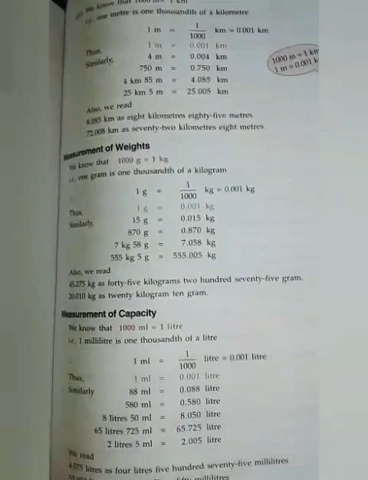 We know that 1000 m = 1 km
i.e., one metre is one thousandth of a kilometre
1 m = 1/1000 km = 0.001 km
Thus, 1 m = 0.001 km
Similarly, 4 m = 0.004 km
750 m = 0.750 km
4 km 85 m = 4.085 km
25 km 5 m = 25.005 km
1000 m = 1 km
1 m = 0.001 k
Also, we read
8.085 km as eight kilometres eighty-five metres
72.008 km as seventy-two kilometres eight metres.
Measurement of Weights
We know that 1000 g = 1 kg
i.e., one gram is one thousandth of a kilogram
1 g = 1/1000 kg = 0.001 kg
Thus, 1 g = 0.001 kg
Similarly, 15 g = 0.015 kg
870 g = 0.870 kg
7 kg 58 g = 7.058 kg
555 kg 5 g = 555.005 kg
Also, we read
45.275 kg as forty-five kilograms two hundred seventy-five gram.
20.010 kg as twenty kilogram ten gram.
Measurement of Capacity
We know that 1000 ml = 1 litre
i.e., 1 millilitre is one thousandth of a litre
1 ml = 1/1000 litre = 0.001 litre
Thus, 1 ml = 0.001 litre
Similarly 88 ml = 0.088 litre
580 ml = 0.580 litre
8 litres 50 ml = 8.050 litre
65 litres 725 ml = 65.725 litre
2 litres 5 ml = 2.005 litre
We read
4.575 litres as four litres five hundred seventy-five millilitres
millilitres